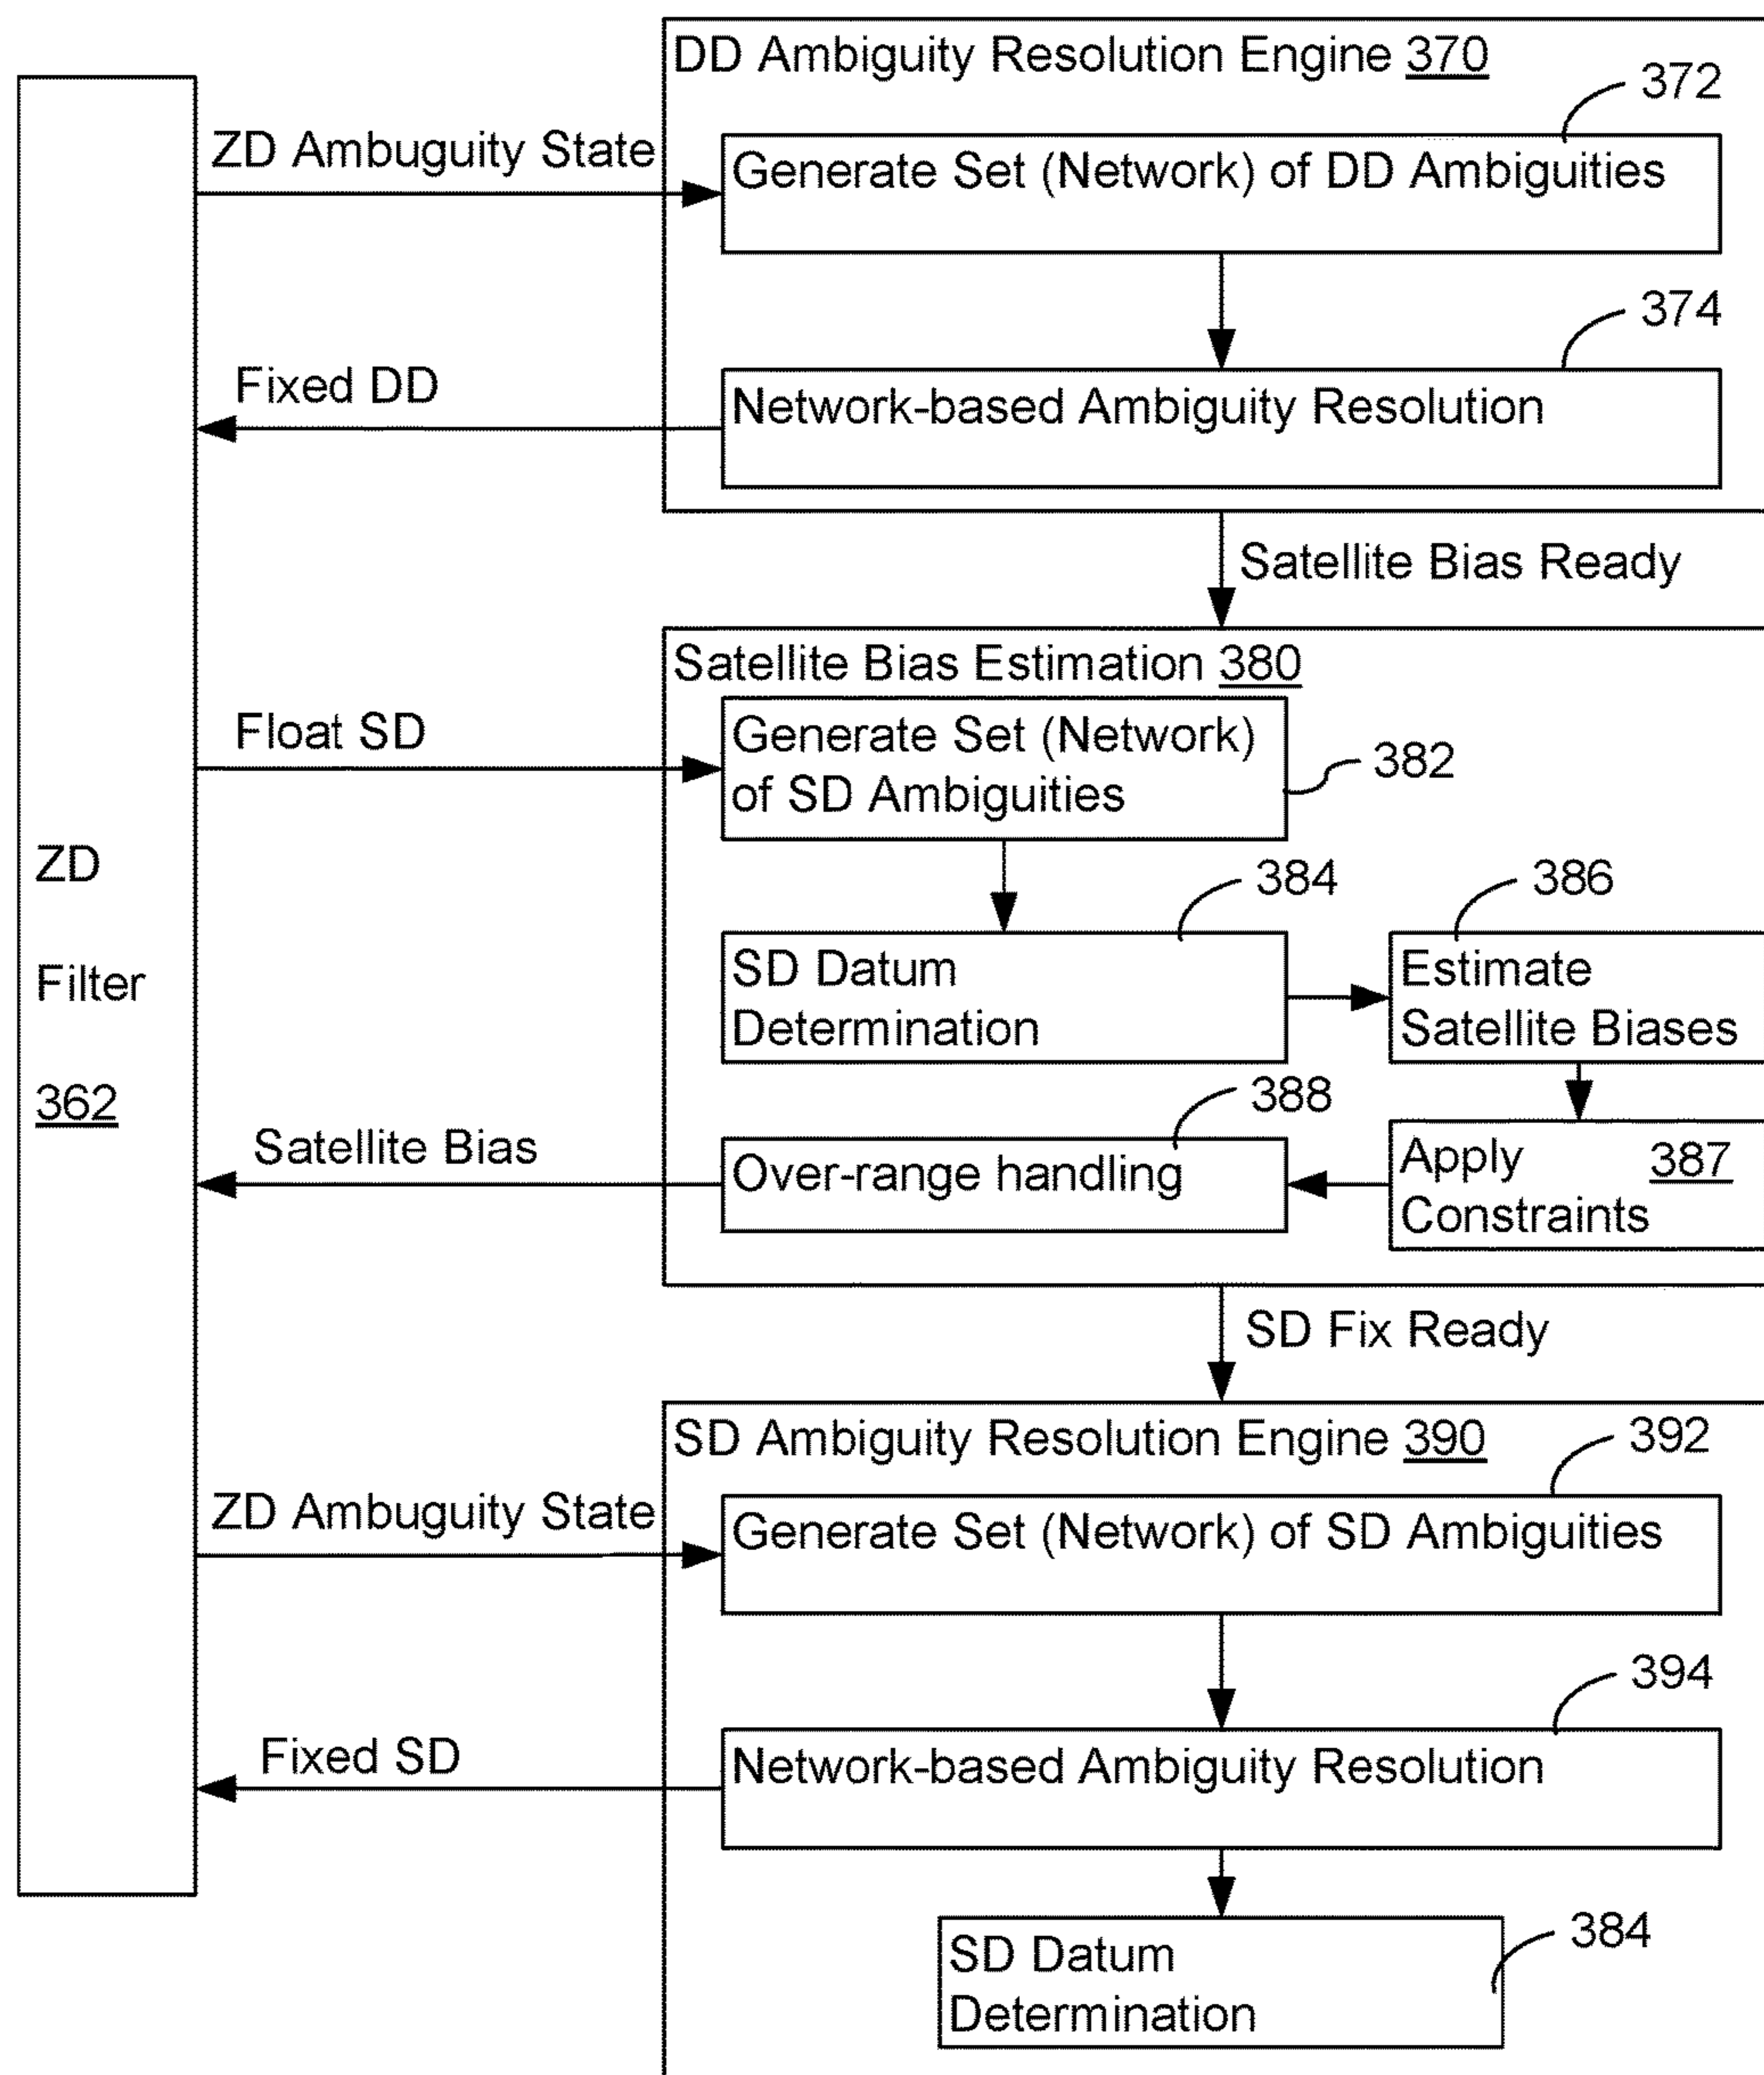 DD Ambiguity Resolution Engine 370
372
ZD Ambuguity State
Generate Set (Network) of DD Ambiguities
374
Fixed DD
Network-based Ambiguity Resolution
Satellite Bias Ready
Satellite Bias Estimation 380
Float SD
Generate Set (Network)
of SD Ambiguities
382
ZD
Filter
362
384
386
SD Datum
Determination
Estimate
Satellite Biases
388
Satellite Bias
Over-range handling
Apply
Constraints
387
SD Fix Ready
SD Ambiguity Resolution Engine 390
392
ZD Ambuguity State
Generate Set (Network) of SD Ambiguities
394
Fixed SD
Network-based Ambiguity Resolution
384
SD Datum
Determination